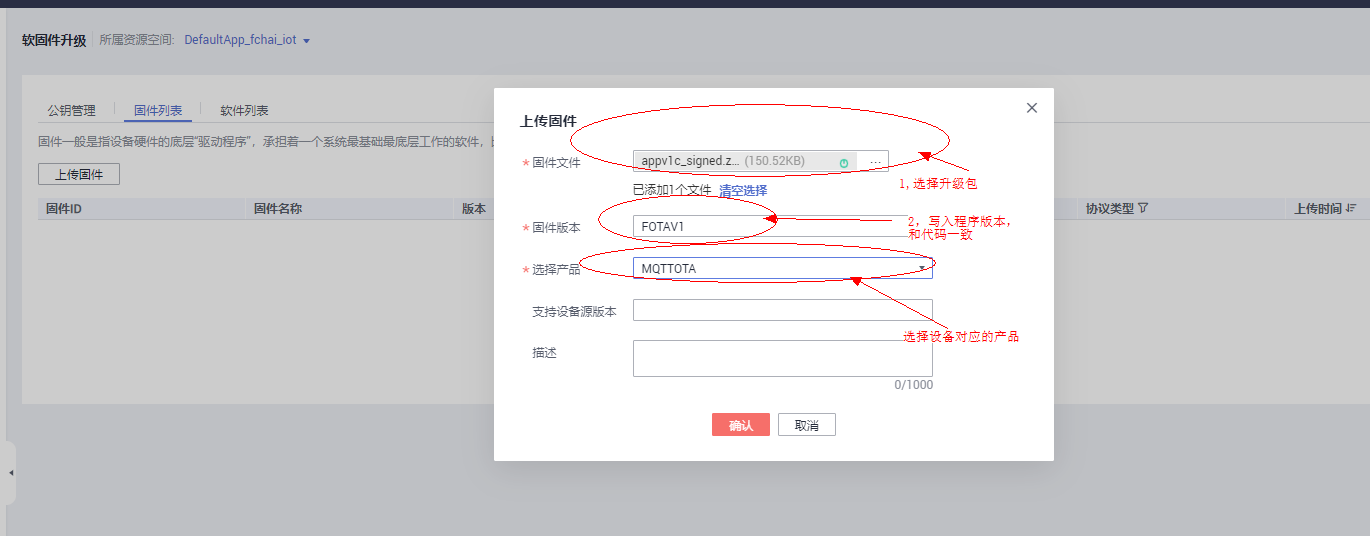 软固件升级 所属资源空间: DefaultApp_fchai_iot
公钥管理 固件列表 软件列表
固件一般是指设备硬件的底层“驱动程序”，承担着一个系统最基础最底层工作的软件，
上传固件
固件ID 固件名称 版本 协议类型 上传时间
上传固件
* 固件文件 appv1c_signed.z... (150.52KB) ...
已添加1个文件 清空选择
1,选择升级包
* 固件版本 FOTAV1
2，写入程序版本，
和代码一致
* 选择产品 MQTTOTA
支持设备源版本
选择设备对应的产品
描述
0/1000
确认 取消